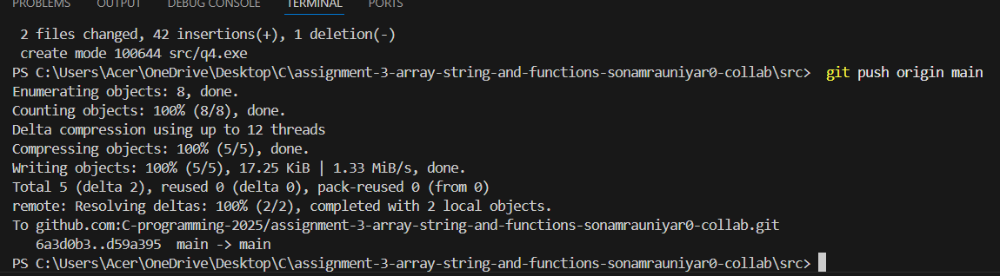 PROBLEMS OUTPUT DEBUG CONSOLE TERMINAL PORTS
2 files changed, 42 insertions(+), 1 deletion(-)
create mode 100644 src/q4.exe
PS C:\Users\Acer\OneDrive\Desktop\C\assignment-3-array-string-and-functions-sonamrauniyar0-collab\src> git push origin main
Enumerating objects: 8, done.
Counting objects: 100% (8/8), done.
Delta compression using up to 12 threads
Compressing objects: 100% (5/5), done.
Writing objects: 100% (5/5), 17.25 KiB | 1.33 MiB/s, done.
Total 5 (delta 2), reused 0 (delta 0), pack-reused 0 (from 0)
remote: Resolving deltas: 100% (2/2), completed with 2 local objects.
To github.com:C-programming-2025/assignment-3-array-string-and-functions-sonamrauniyar0-collab.git
6a3d0b3..d59a395 main -> main
PS C:\Users\Acer\OneDrive\Desktop\C\assignment-3-array-string-and-functions-sonamrauniyar0-collab\src>